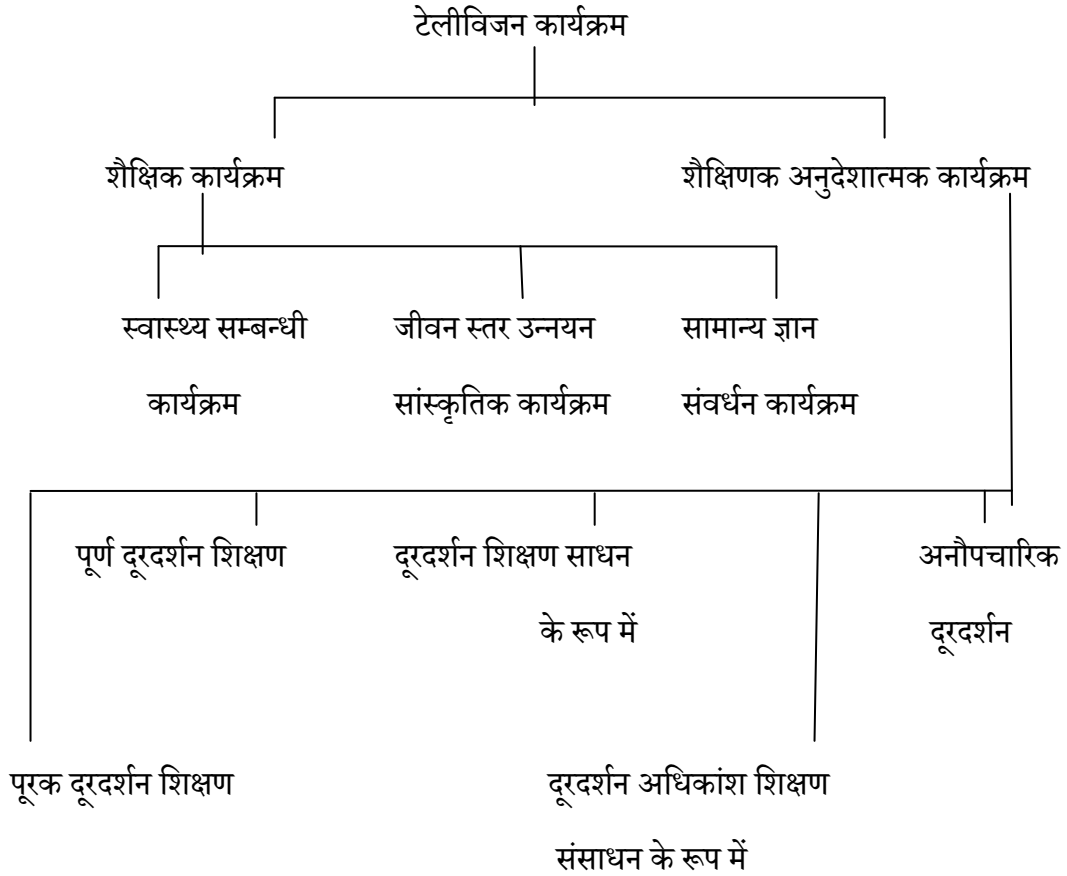 टेलीविजन कार्यक्रम
शैक्षिक कार्यक्रम
शैक्षिणक अनुदेशात्मक कार्यक्रम
स्वास्थ्य सम्बन्धी
कार्यक्रम
जीवन स्तर उन्नयन
सांस्कृतिक कार्यक्रम
सामान्य ज्ञान
संवर्धन कार्यक्रम
पूर्ण दूरदर्शन शिक्षण
दूरदर्शन शिक्षण साधन
के रूप में
अनौपचारिक
दूरदर्शन
पूरक दूरदर्शन शिक्षण
दूरदर्शन अधिकांश शिक्षण
संसाधन के रूप में